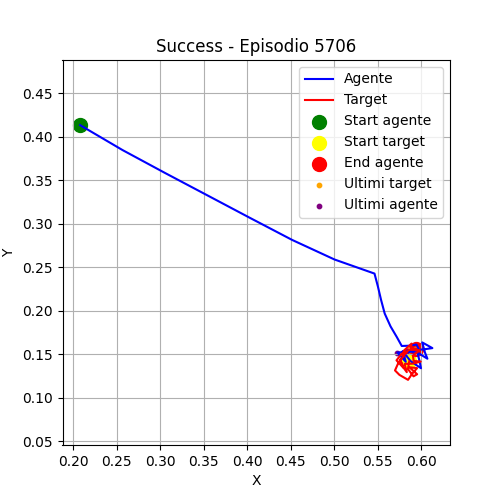 Success - Episodio 5706
Agente
Target
Start agente
Start target
End agente
Ultimi target
Ultimi agente
0.45
0.40
0.35
0.30
0.25
0.20
0.15
0.10
0.05
Y
0.20 0.25 0.30 0.35 0.40 0.45 0.50 0.55 0.60
X